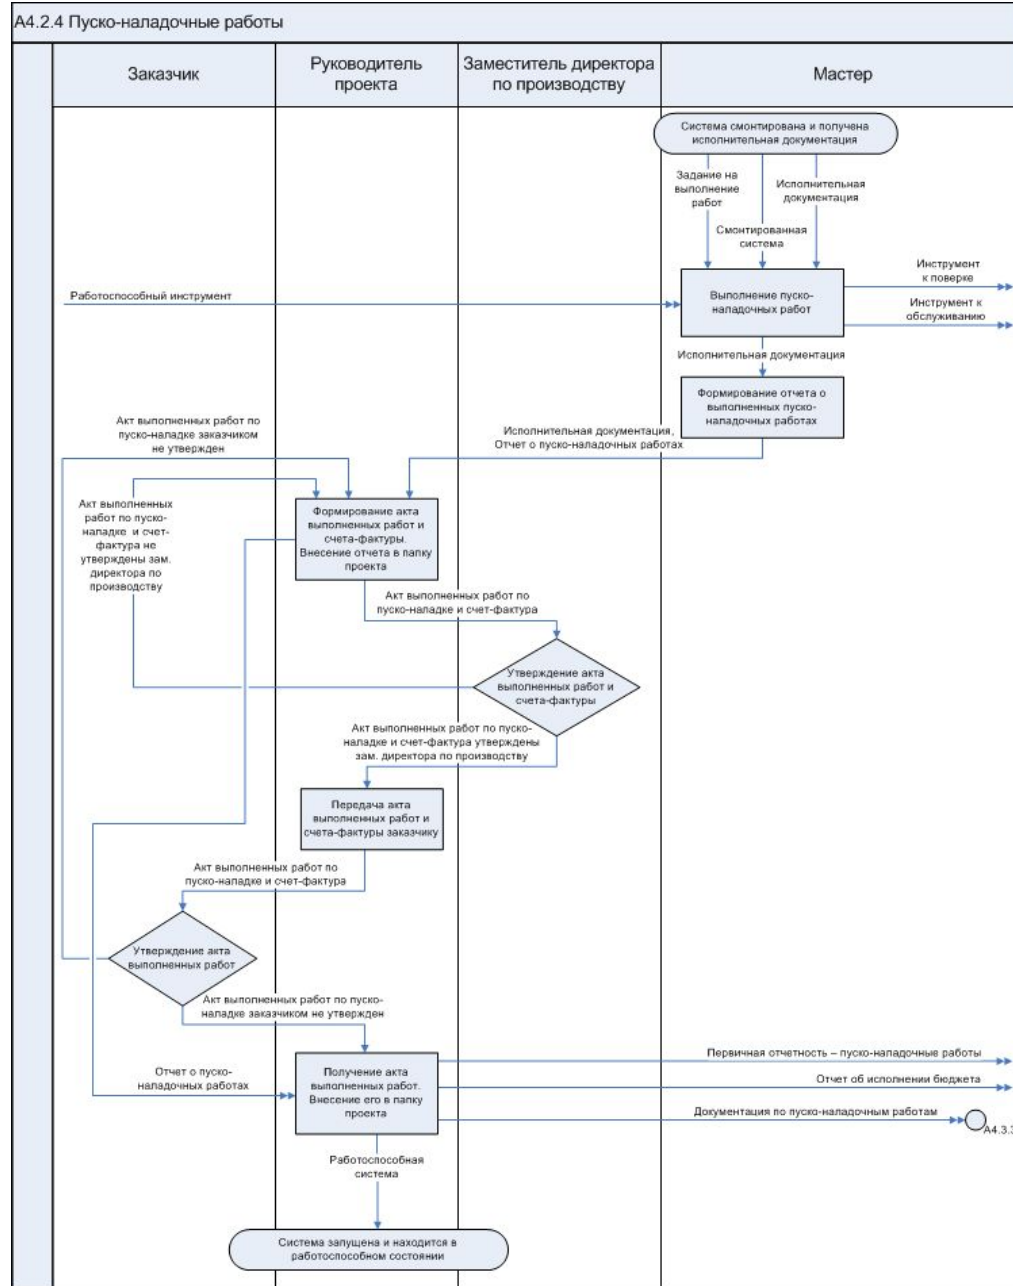 А4.2.4 Пуско-наладочные работы
Заказчик
Руководитель
проекта
Заместитель директора
по производству
Мастер
Система смонтирована и получена
исполнительная документация
Задание на
выполнение
работ
Исполнительная
документация
Смонтированная
система
Инструмент
к поверке
Работоспособный инструмент
Выполнение пуско-
наладочных работ
Инструмент к
обслуживанию
Исполнительная документация
Формирование отчета о
выполненных пуско-
наладочных работах
Акт выполненных работ по
пуско-наладке заказчиком
не утвержден
Исполнительная документация,
Отчет о пуско-наладочных работах
Акт выполненных
работ по пуско-
наладке и счет-
фактура не
утверждены зам.
директора по
производству
Формирование акта
выполненных работ и
счета-фактуры.
Внесение отчета в папку
проекта
Акт выполненных работ по
пуско-наладке и счет-фактура
Утверждение акта
выполненных работ и
счета-фактуры
Акт выполненных работ по пуско-
наладке и счет-фактура утверждены
зам. директора по производству
Передача акта
выполненных работ и
счета-фактуры заказчику
Акт выполненных работ по
пуско-наладке и счет-фактура
Утверждение акта
выполненных работ
Акт выполненных работ по пуско-
наладке заказчиком не утвержден
Отчет о пуско-
наладочных работах
Получение акта
выполненных работ.
Внесение его в папку
проекта
Первичная отчетность – пуско-наладочные работы
Отчет об исполнении бюджета
Документация по пуско-наладочным работам
А4.3.3
Работоспособная
система
Система запущена и находится в
работоспособном состоянии